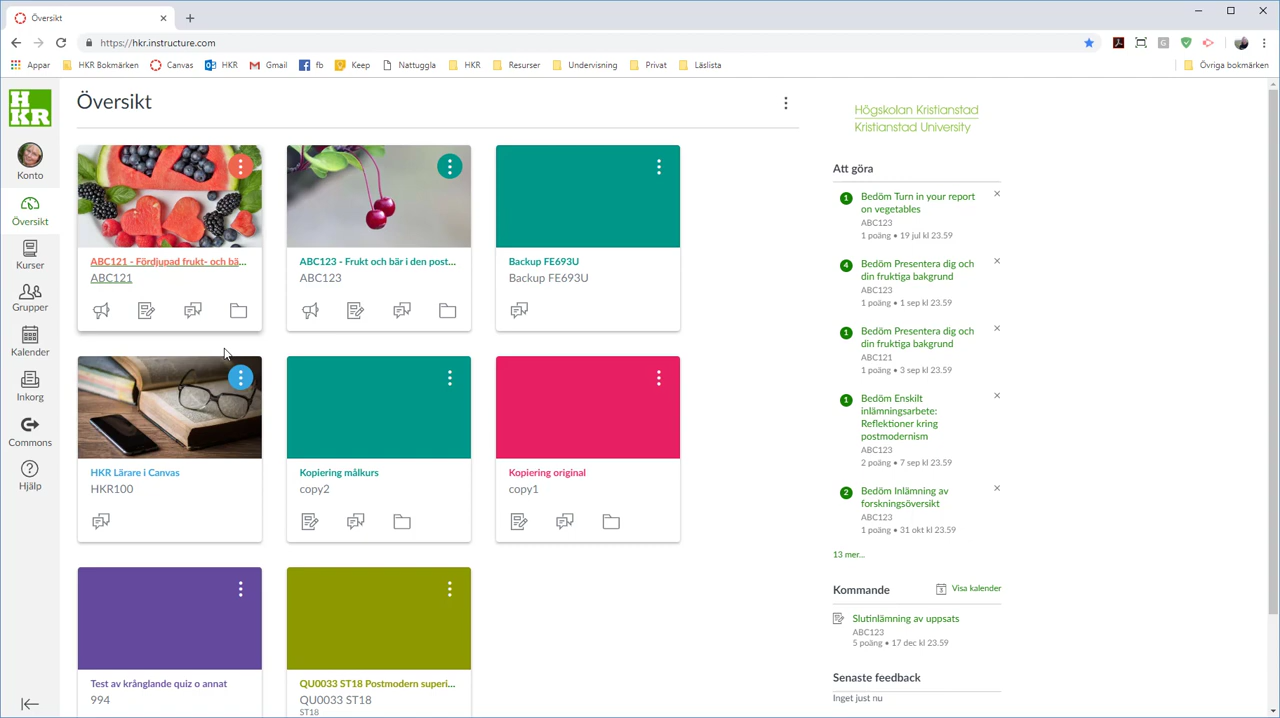 Översikt
https://hkr.instructure.com
Appar
HKR Bokmärken
Canvas
HKR
Gmail
fb
Keep
Nattuggla
HKR
Resurser
Undervisning
Privat
Läslista
Övriga bokmärken
H
KR
Konto
Översikt
Kurser
Grupper
Kalender
Inkorg
Commons
Hjälp
Översikt
ABC121 - Fördjupad frukt- och bä...
ABC121
ABC123 - Frukt och bär i den post...
ABC123
Backup FE693U
Backup FE693U
HKR Lärare i Canvas
HKR100
Kopiering målkurs
copy2
Kopiering original
copy1
Test av krånglande quiz o annat
994
QU0033 ST18 Postmodern superi...
QU0033 ST18
ST18
Högskolan Kristianstad
Kristianstad University
Att göra
1 Bedöm Turn in your report
on vegetables
ABC123
1 poäng • 19 jul kl 23.59
4 Bedöm Presentera dig och
din fruktiga bakgrund
ABC123
1 poäng • 1 sep kl 23.59
1 Bedöm Presentera dig och
din fruktiga bakgrund
ABC121
1 poäng • 3 sep kl 23.59
1 Bedöm Enskilt
inlämningsarbete:
Reflektioner kring
postmodernism
ABC123
2 poäng • 7 sep kl 23.59
2 Bedöm Inlämning av
forskningsöversikt
ABC123
1 poäng • 31 okt kl 23.59
13 mer...
Kommande
Visa kalender
Slutinlämning av uppsats
ABC123
5 poäng • 17 dec kl 23.59
Senaste feedback
Inget just nu